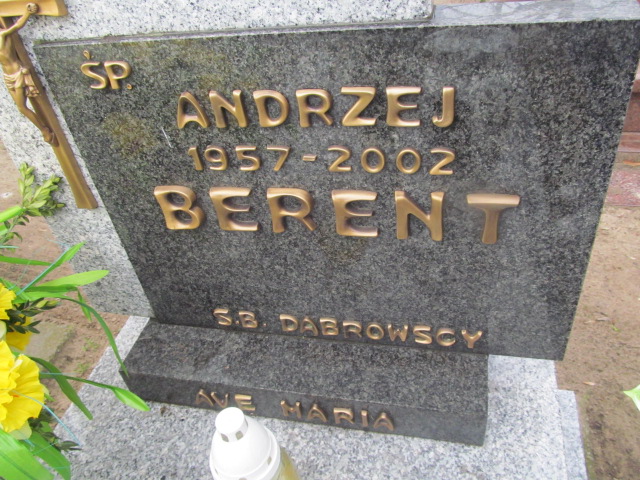 ŚP.
ANDRZEJ
1957-2002
BERENT
S.B. DĄBROWSCY
AVE MARIA